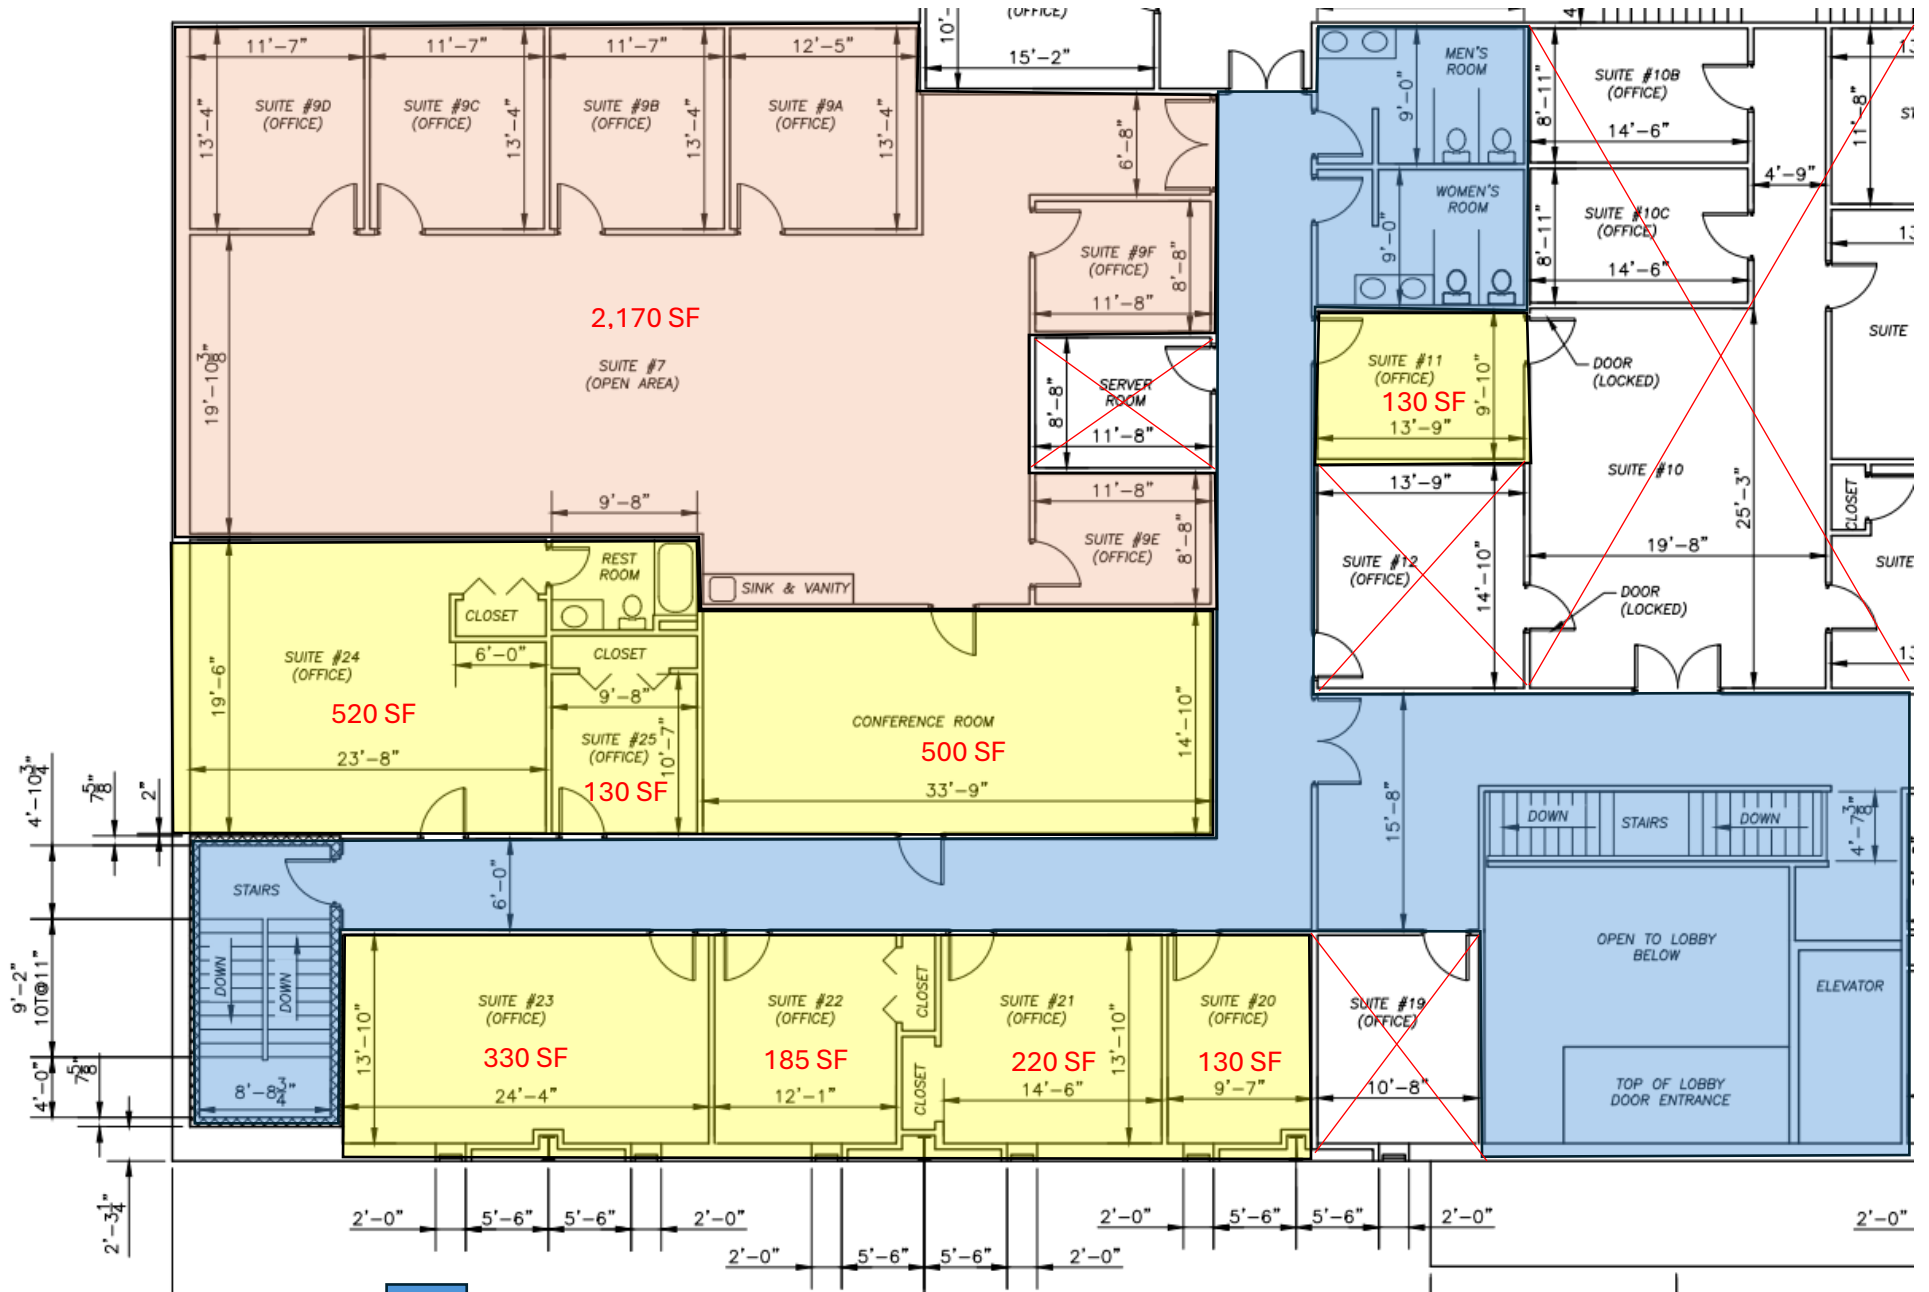 (OFFICE)
10'-
15'-2"
4
11'-7"
11'-7"
11'-7"
12'-5"
SUITE #9D
(OFFICE)
13'-4"
SUITE #9C
(OFFICE)
13'-4"
SUITE #9B
(OFFICE)
13'-4"
SUITE #9A
(OFFICE)
13'-4"
6'-8"
MEN'S
ROOM
9'-0"
WOMEN'S
ROOM
9'-0"
SUITE #10B
(OFFICE)
8'-11"
14'-6"
SUITE #10C
(OFFICE)
8'-11"
14'-6"
4'-9"
11'-8"
13
ST
13
SUITE #9F
(OFFICE)
8'-8"
11'-8"
2,170 SF
SUITE #7
(OPEN AREA)
19'-10 3/8"
SERVER
ROOM
8'-8"
11'-8"
SUITE #11
(OFFICE)
130 SF
9'-10"
13'-9"
DOOR
(LOCKED)
SUITE
SUITE #10
25'-3"
19'-8"
13'-9"
SUITE #12
(OFFICE)
14'-10"
DOOR
(LOCKED)
CLOSET
SUITE
13
9'-8"
11'-8"
SUITE #9E
(OFFICE)
8'-8"
SINK & VANITY
REST
ROOM
CLOSET
6'-0"
SUITE #24
(OFFICE)
520 SF
19'-6"
23'-8"
CLOSET
9'-8"
SUITE #25
(OFFICE)
10'-7"
130 SF
CONFERENCE ROOM
500 SF
14'-10"
33'-9"
15'-8"
DOWN
STAIRS
DOWN
4'-7 3/8"
4'-10 3/4"
7 5/8"
2"
6'-0"
STAIRS
DOWN
DOWN
8'-8 3/4"
9'-2"
10T@11"
4'-0"
7 5/8"
2'-3 1/4"
SUITE #23
(OFFICE)
330 SF
13'-10"
24'-4"
SUITE #22
(OFFICE)
185 SF
12'-1"
CLOSET
CLOSET
SUITE #21
(OFFICE)
220 SF
13'-10"
14'-6"
SUITE #20
(OFFICE)
130 SF
9'-7"
SUITE #19
(OFFICE)
10'-8"
OPEN TO LOBBY
BELOW
ELEVATOR
TOP OF LOBBY
DOOR ENTRANCE
2'-0"
5'-6"
5'-6"
2'-0"
2'-0"
5'-6"
5'-6"
2'-0"
2'-0"
5'-6"
5'-6"
2'-0"
2'-0"